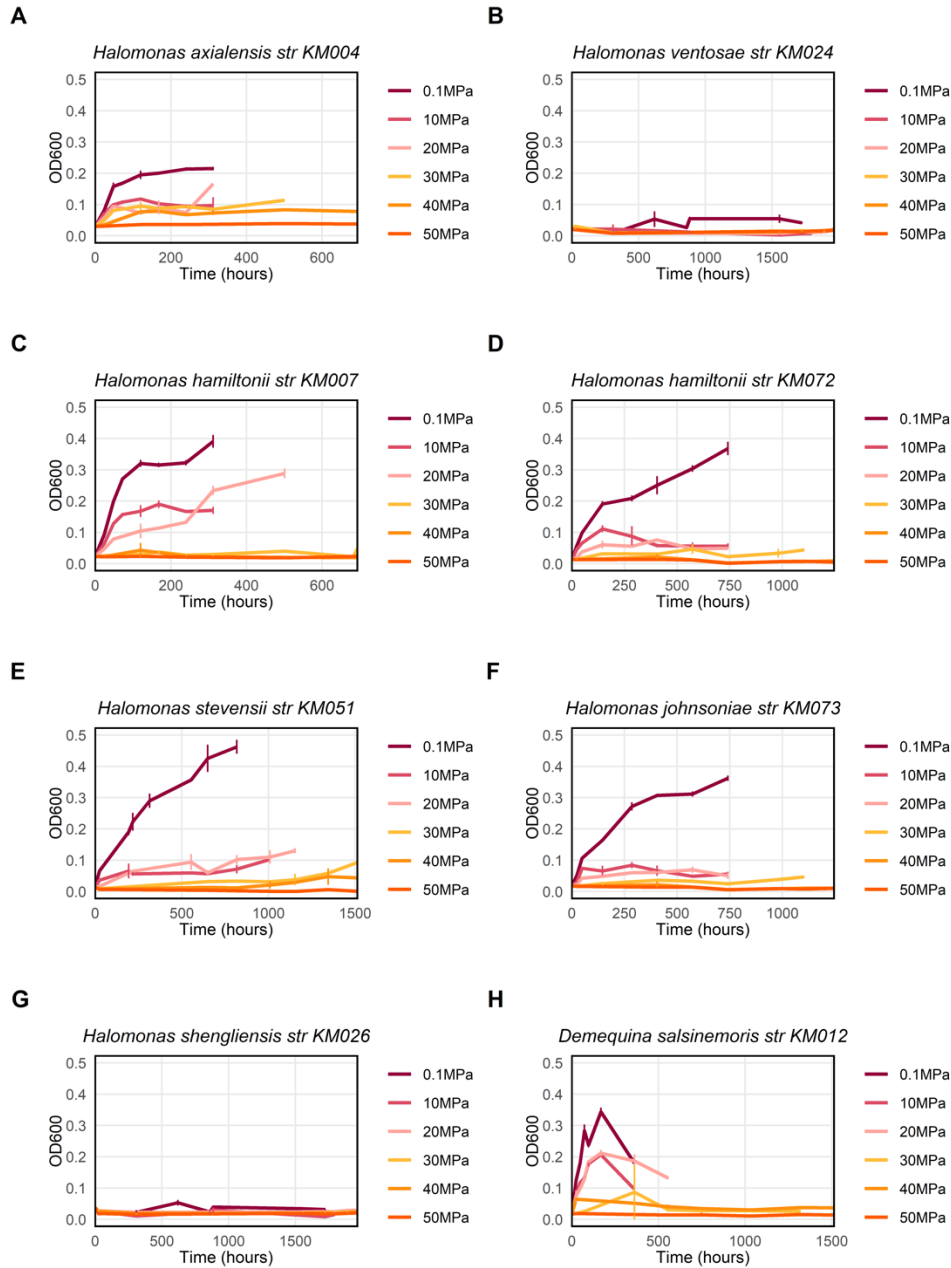 A
Halomonas axialensis str KM004
0.5
0.4
0.3
0.2
0.1
0.0
OD600
0 200 400 600
Time (hours)
0.1MPa
10MPa
20MPa
30MPa
40MPa
50MPa
B
Halomonas ventosae str KM024
0.5
0.4
0.3
0.2
0.1
0.0
OD600
0 500 1000 1500
Time (hours)
0.1MPa
10MPa
20MPa
30MPa
40MPa
50MPa
C
Halomonas hamiltonii str KM007
0.5
0.4
0.3
0.2
0.1
0.0
OD600
0 200 400 600
Time (hours)
0.1MPa
10MPa
20MPa
30MPa
40MPa
50MPa
D
Halomonas hamiltonii str KM072
0.5
0.4
0.3
0.2
0.1
0.0
OD600
0 250 500 750 1000
Time (hours)
0.1MPa
10MPa
20MPa
30MPa
40MPa
50MPa
E
Halomonas stevensii str KM051
0.5
0.4
0.3
0.2
0.1
0.0
OD600
0 500 1000 1500
Time (hours)
0.1MPa
10MPa
20MPa
30MPa
40MPa
50MPa
F
Halomonas johnsoniae str KM073
0.5
0.4
0.3
0.2
0.1
0.0
OD600
0 250 500 750 1000
Time (hours)
0.1MPa
10MPa
20MPa
30MPa
40MPa
50MPa
G
Halomonas shengliensis str KM026
0.5
0.4
0.3
0.2
0.1
0.0
OD600
0 500 1000 1500
Time (hours)
0.1MPa
10MPa
20MPa
30MPa
40MPa
50MPa
H
Demequina salsinemoris str KM012
0.5
0.4
0.3
0.2
0.1
0.0
OD600
0 500 1000 1500
Time (hours)
0.1MPa
10MPa
20MPa
30MPa
40MPa
50MPa